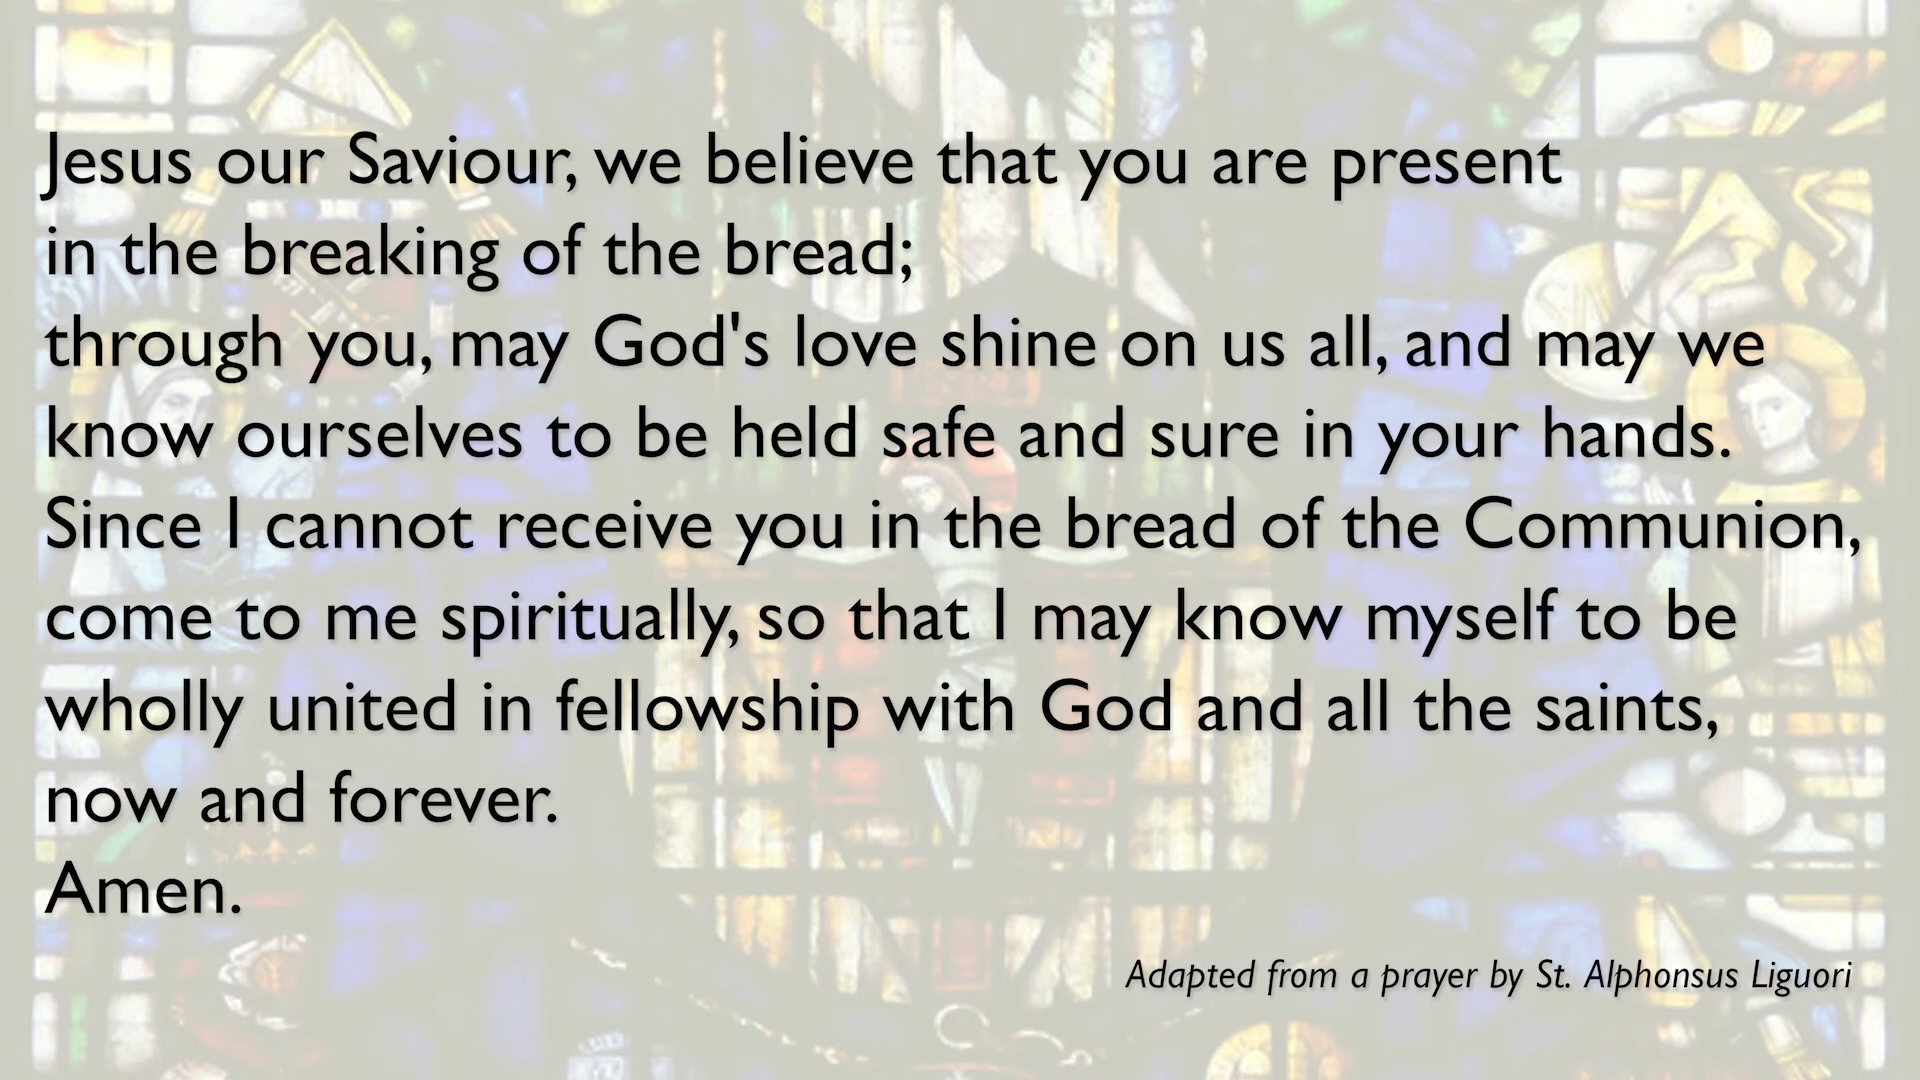 Jesus our Saviour, we believe that you are present
in the breaking of the bread;
through you, may God's love shine on us all, and may we
know ourselves to be held safe and sure in your hands.
Since I cannot receive you in the bread of the Communion,
come to me spiritually, so that I may know myself to be
wholly united in fellowship with God and all the saints,
now and forever.
Amen.
Adapted from a prayer by St. Alphonsus Liguori